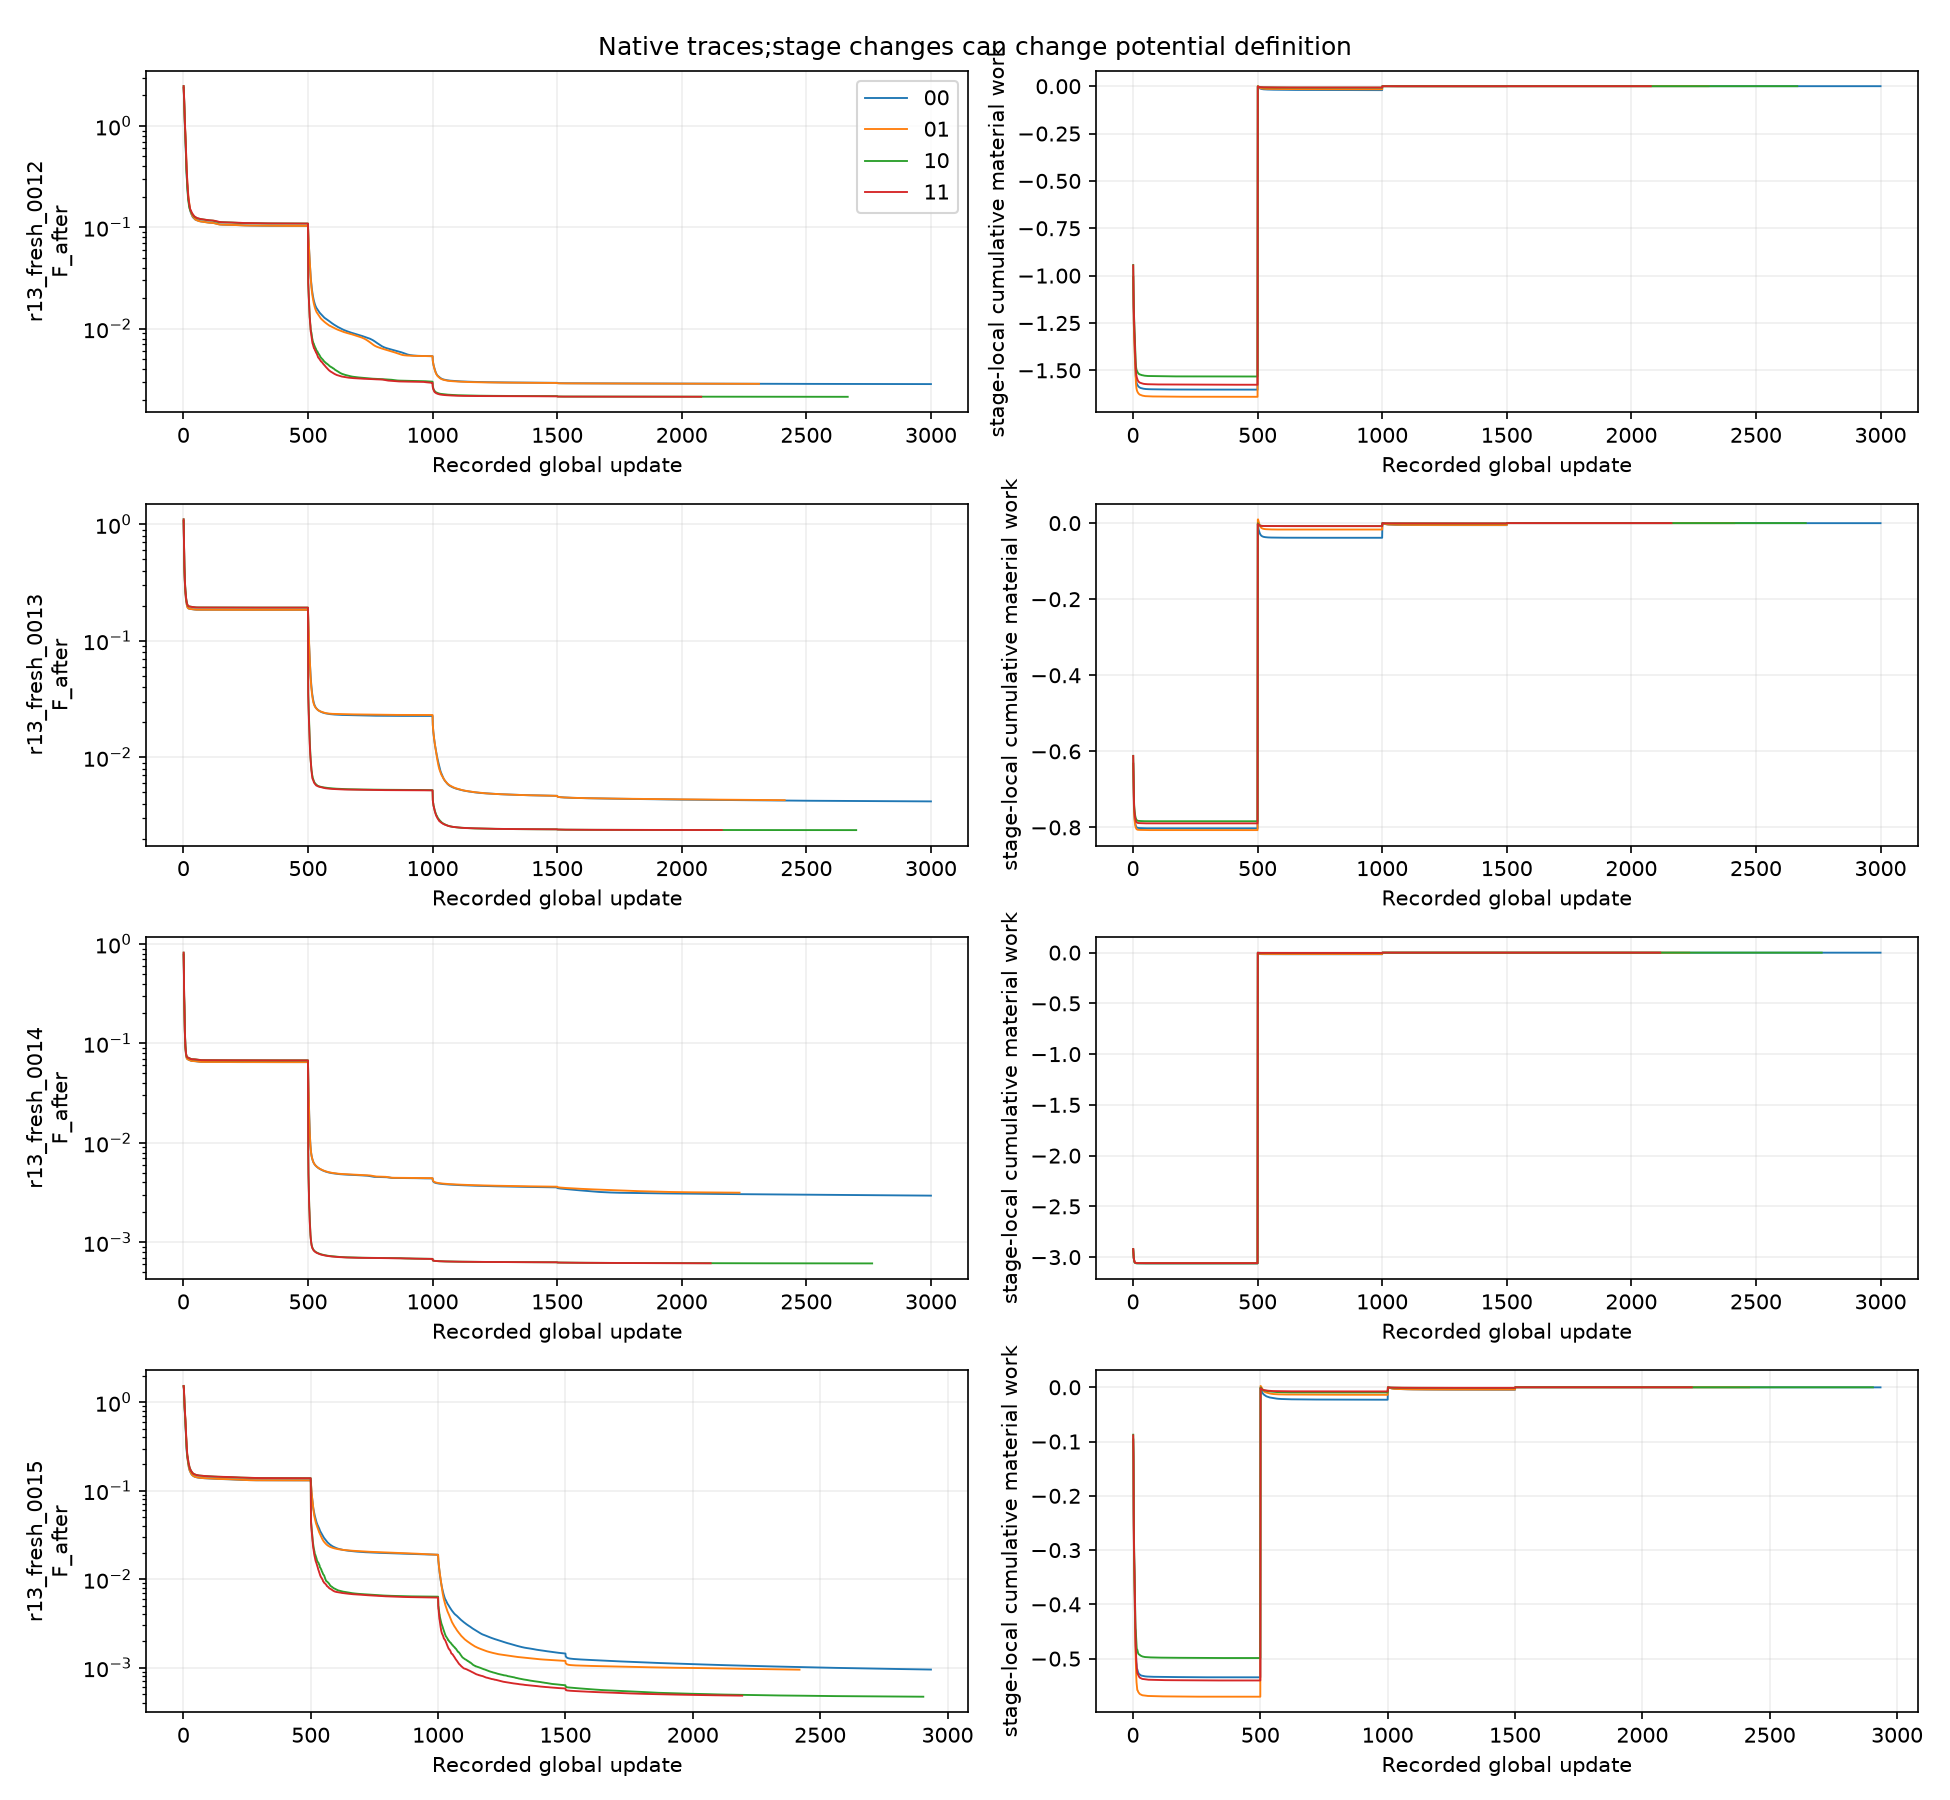 Native traces;stage changes can change potential definition
r13_fresh_0012
F_after
10⁰
10⁻¹
10⁻²
00
01
10
11
0 500 1000 1500 2000 2500 3000
Recorded global update
stage-local cumulative material work
0.00
−0.25
−0.50
−0.75
−1.00
−1.25
−1.50
0 500 1000 1500 2000 2500 3000
Recorded global update
r13_fresh_0013
F_after
10⁰
10⁻¹
10⁻²
0 500 1000 1500 2000 2500 3000
Recorded global update
stage-local cumulative material work
0.0
−0.2
−0.4
−0.6
−0.8
0 500 1000 1500 2000 2500 3000
Recorded global update
r13_fresh_0014
F_after
10⁰
10⁻¹
10⁻²
10⁻³
0 500 1000 1500 2000 2500 3000
Recorded global update
stage-local cumulative material work
0.0
−0.5
−1.0
−1.5
−2.0
−2.5
−3.0
0 500 1000 1500 2000 2500 3000
Recorded global update
r13_fresh_0015
F_after
10⁰
10⁻¹
10⁻²
10⁻³
0 500 1000 1500 2000 2500 3000
Recorded global update
stage-local cumulative material work
0.0
−0.1
−0.2
−0.3
−0.4
−0.5
0 500 1000 1500 2000 2500 3000
Recorded global update